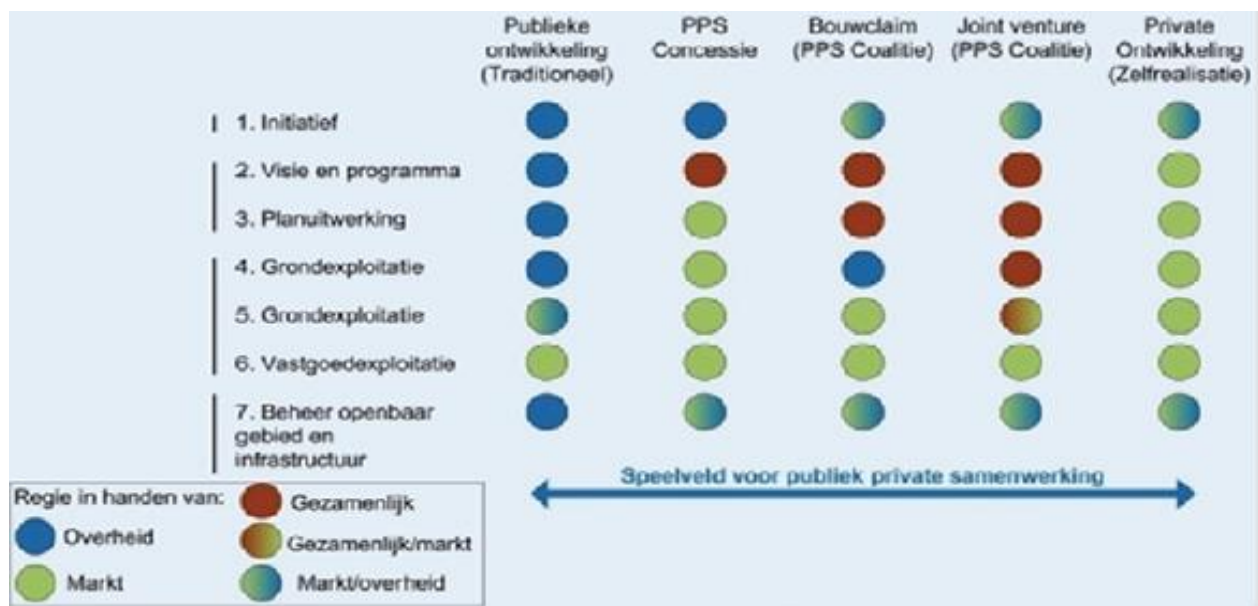 Publieke
ontwikkeling
(Traditioneel)
PPS
Concessie
Bouwclaim
(PPS Coalitie)
Joint venture
(PPS Coalitie)
Private
Ontwikkeling
(Zelfrealisatie)
1. Initiatief
2. Visie en programma
3. Planuitwerking
4. Grondexploitatie
5. Grondexploitatie
6. Vastgoedexploitatie
7. Beheer openbaar
gebied en
infrastructuur
Speelveld voor publiek private samenwerking
Regie in handen van:
Overheid
Markt
Gezamenlijk
Gezamenlijk/markt
Markt/overheid